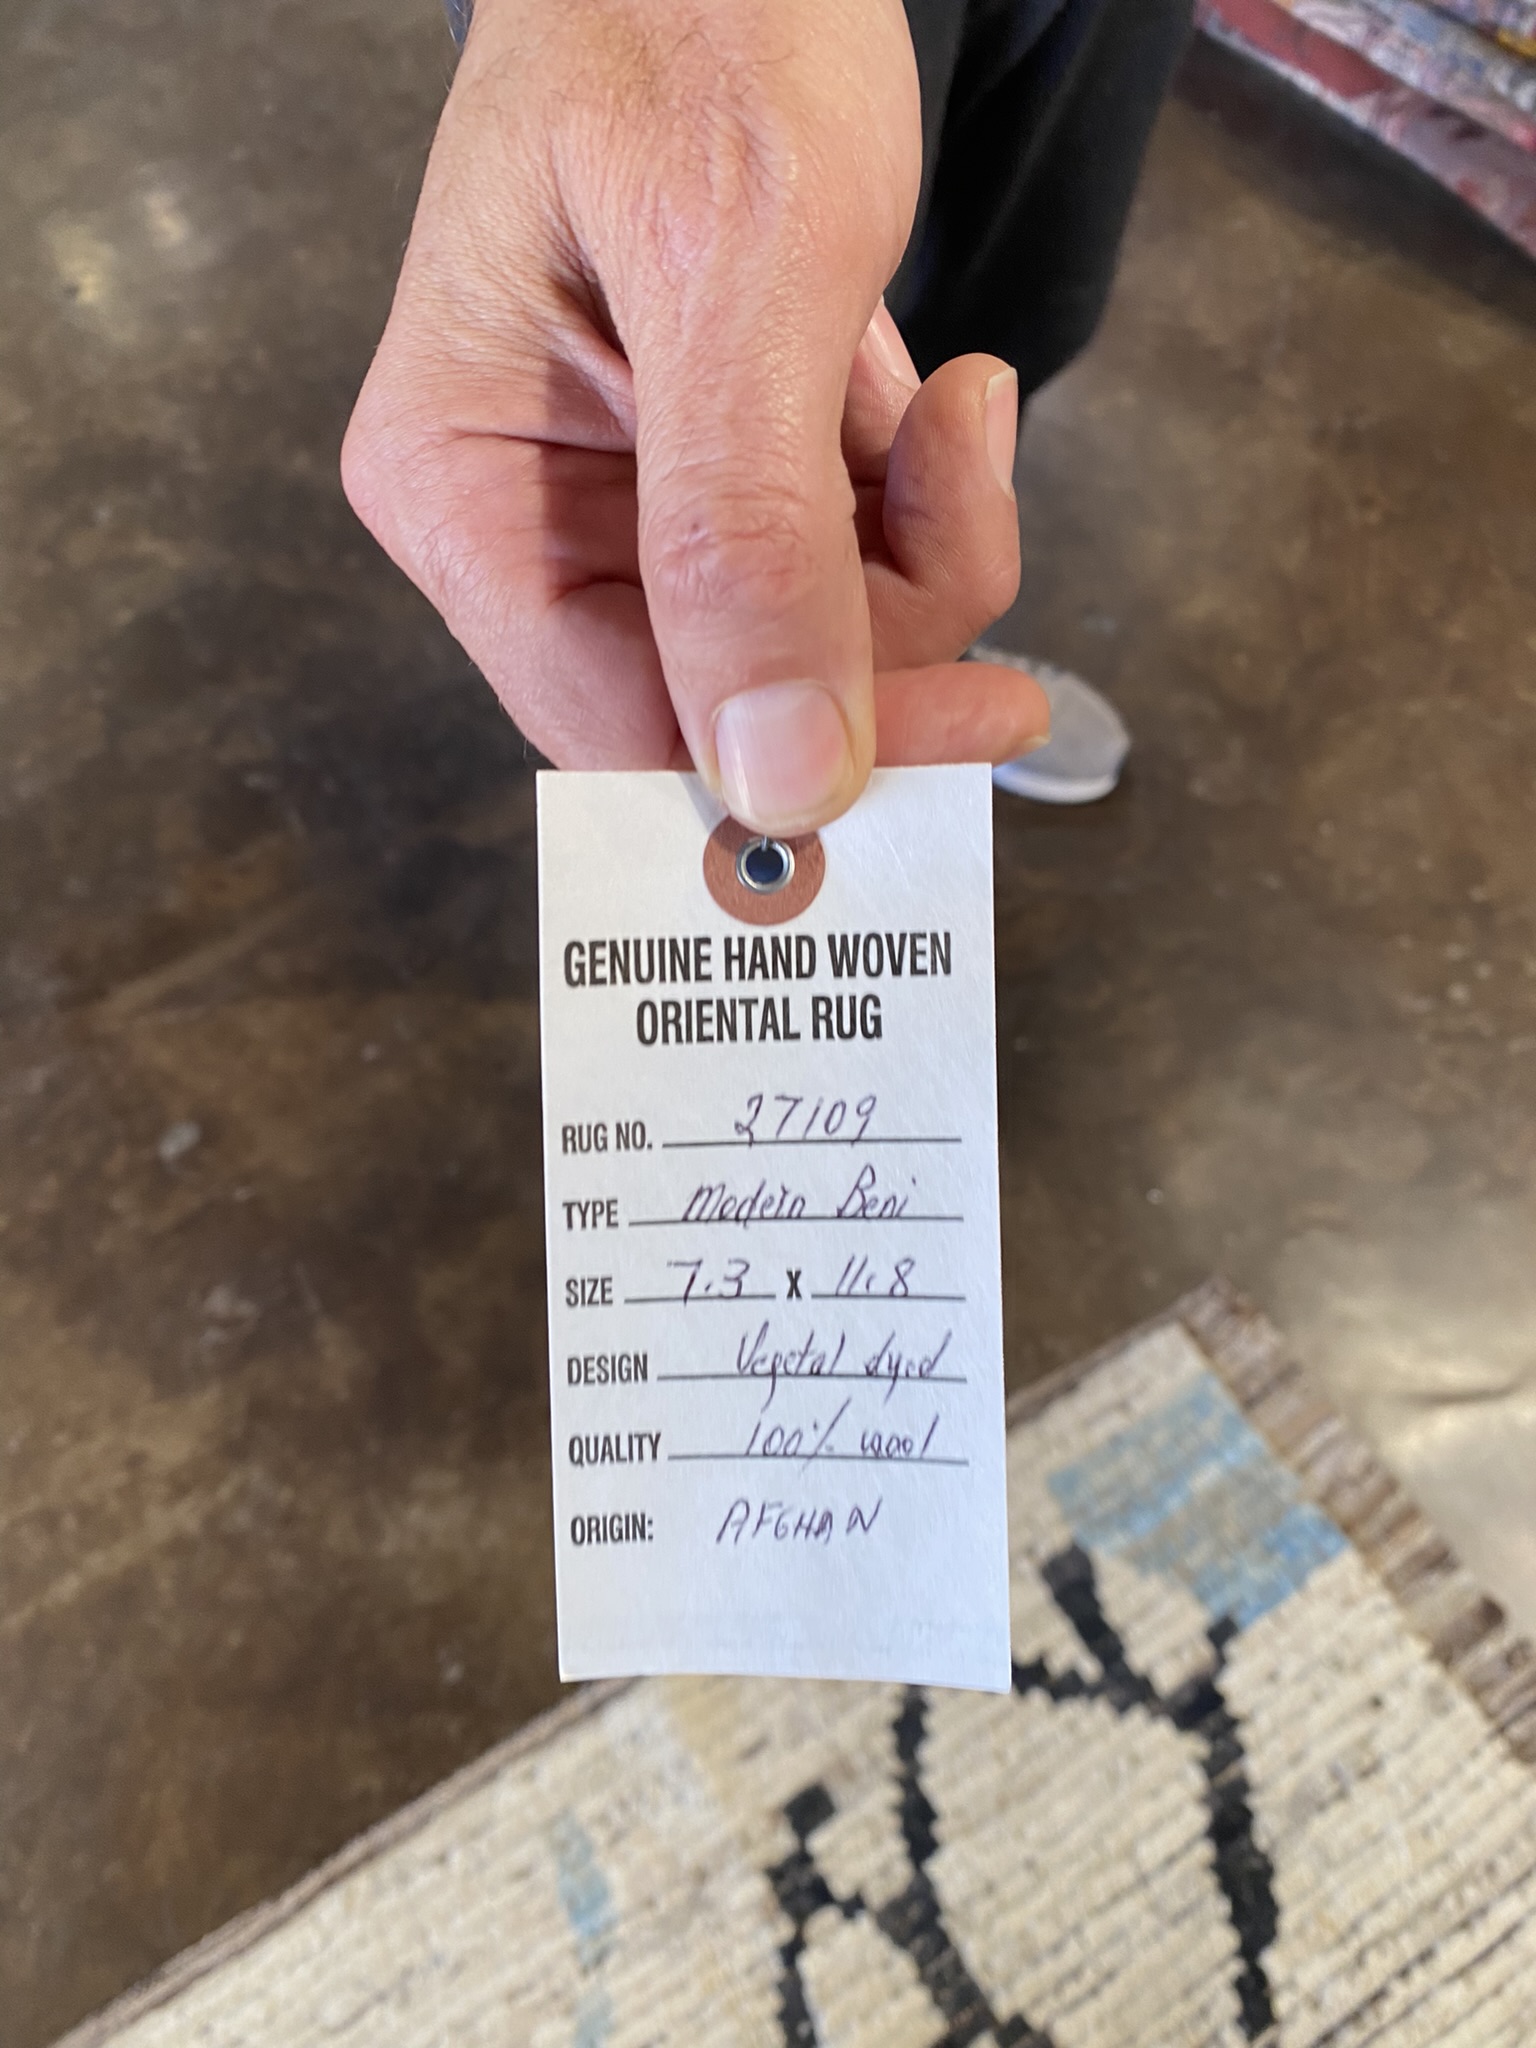 GENUINE HAND WOVEN
ORIENTAL RUG
RUG NO. 27109
TYPE Modern Beni
SIZE 7.3 X 11.8
DESIGN Vegetal dyed
QUALITY 100% wool
ORIGIN: AFGHAN